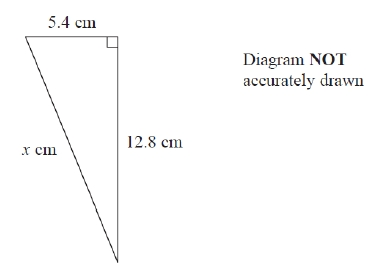 5.4 cm
Diagram NOT
accurately drawn
12.8 cm
x cm